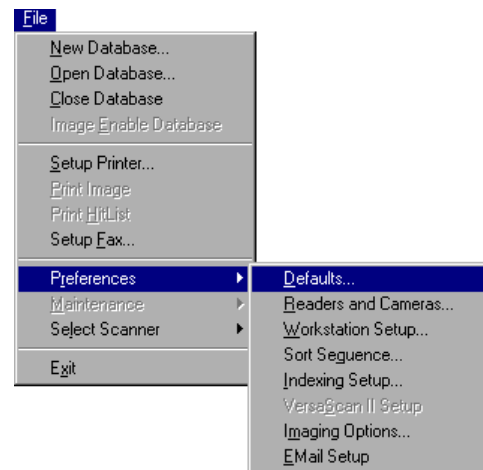 File
New Database...
Open Database...
Close Database
Image Enable Database
Setup Printer...
Print Image
Print HitList
Setup Fax...
Preferences
Maintenance
Select Scanner
Exit
Defaults...
Readers and Cameras...
Workstation Setup...
Sort Seguence...
Indexing Setup...
VersaScan II Setup
Imaging Options...
EMail Setup